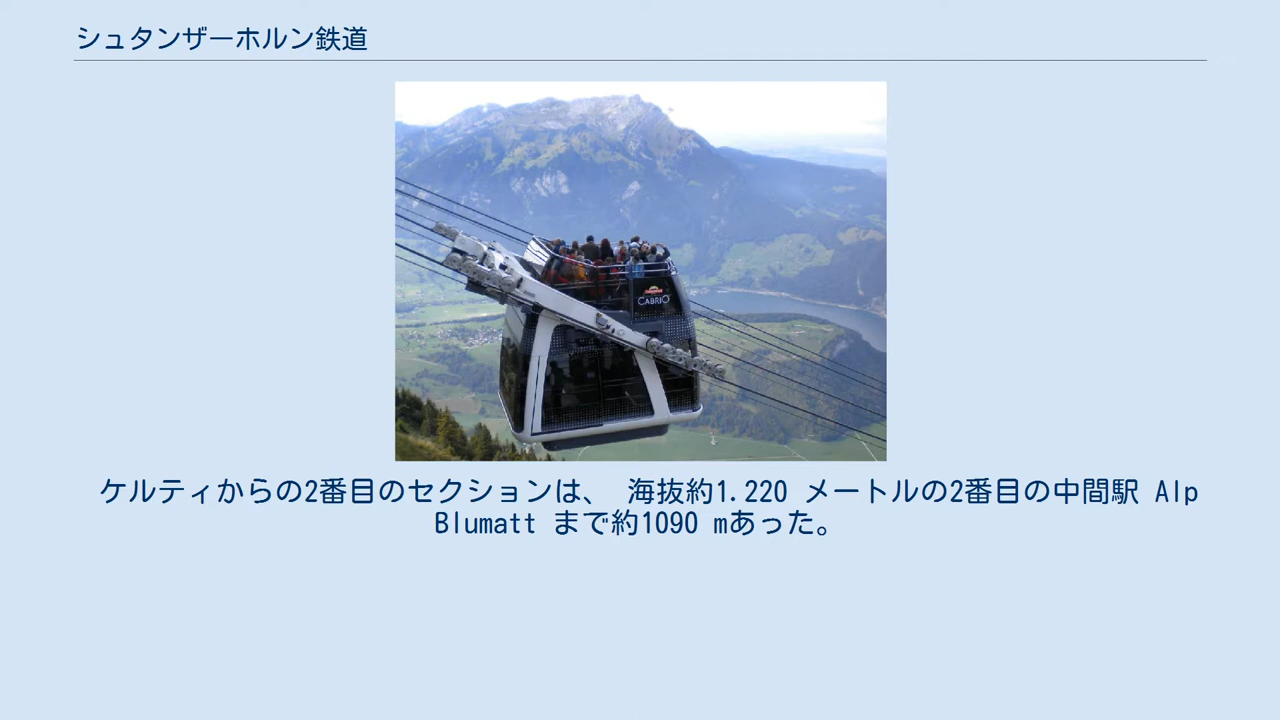 シュタンザーホルン鉄道
CABRIO
ケルティからの2番目のセクションは、 海抜約1.220 メートルの2番目の中間駅 Alp
Blumatt まで約1090 mあった。